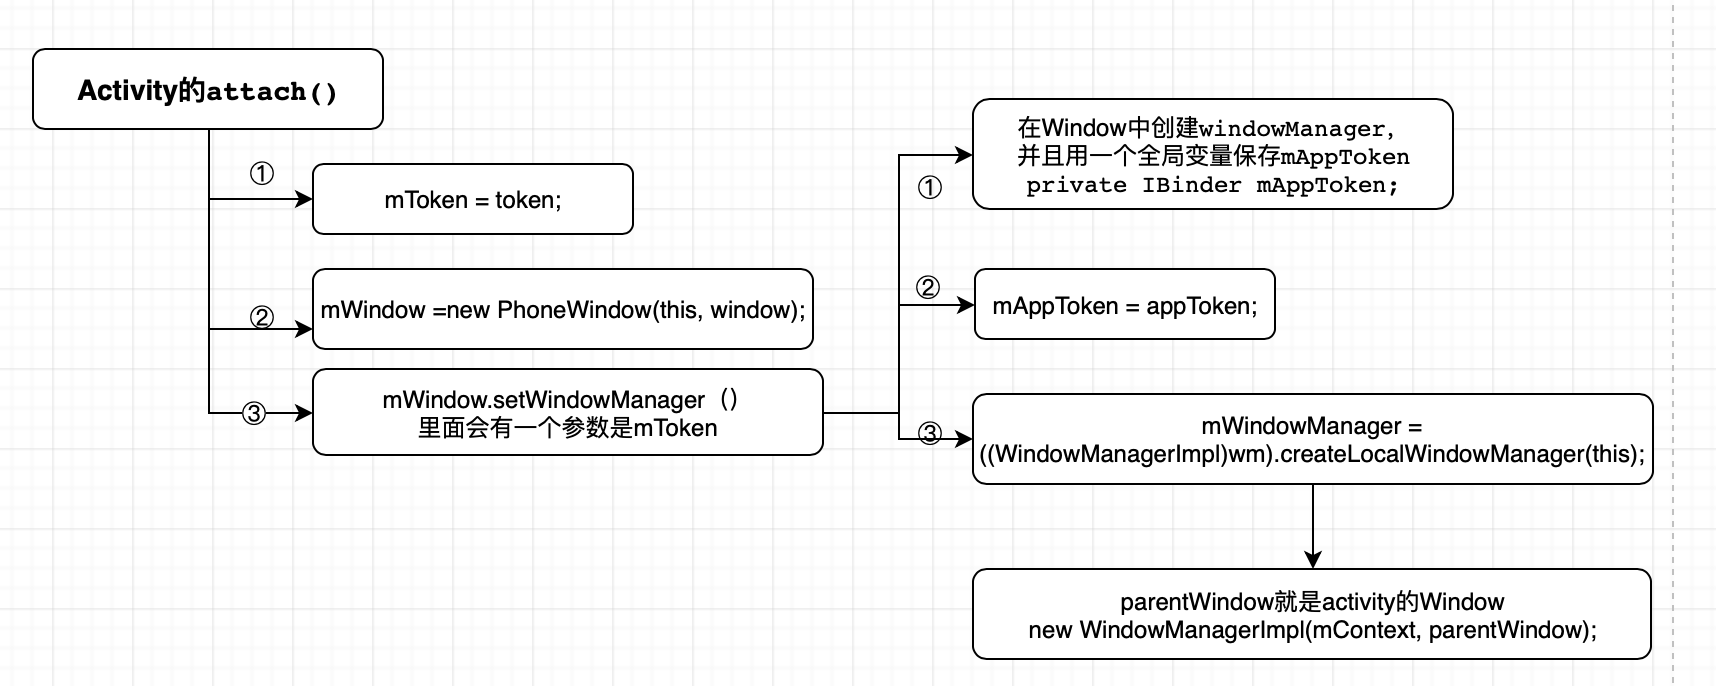 Activity的attach()
①
mToken = token;
②
mWindow =new PhoneWindow(this, window);
③
mWindow.setWindowManager（）
里面会有一个参数是mToken
①
在Window中创建windowManager，
并且用一个全局变量保存mAppToken
private IBinder mAppToken;
②
mAppToken = appToken;
③
mWindowManager =
((WindowManagerImpl)wm).createLocalWindowManager(this);
parentWindow就是activity的Window
new WindowManagerImpl(mContext, parentWindow);